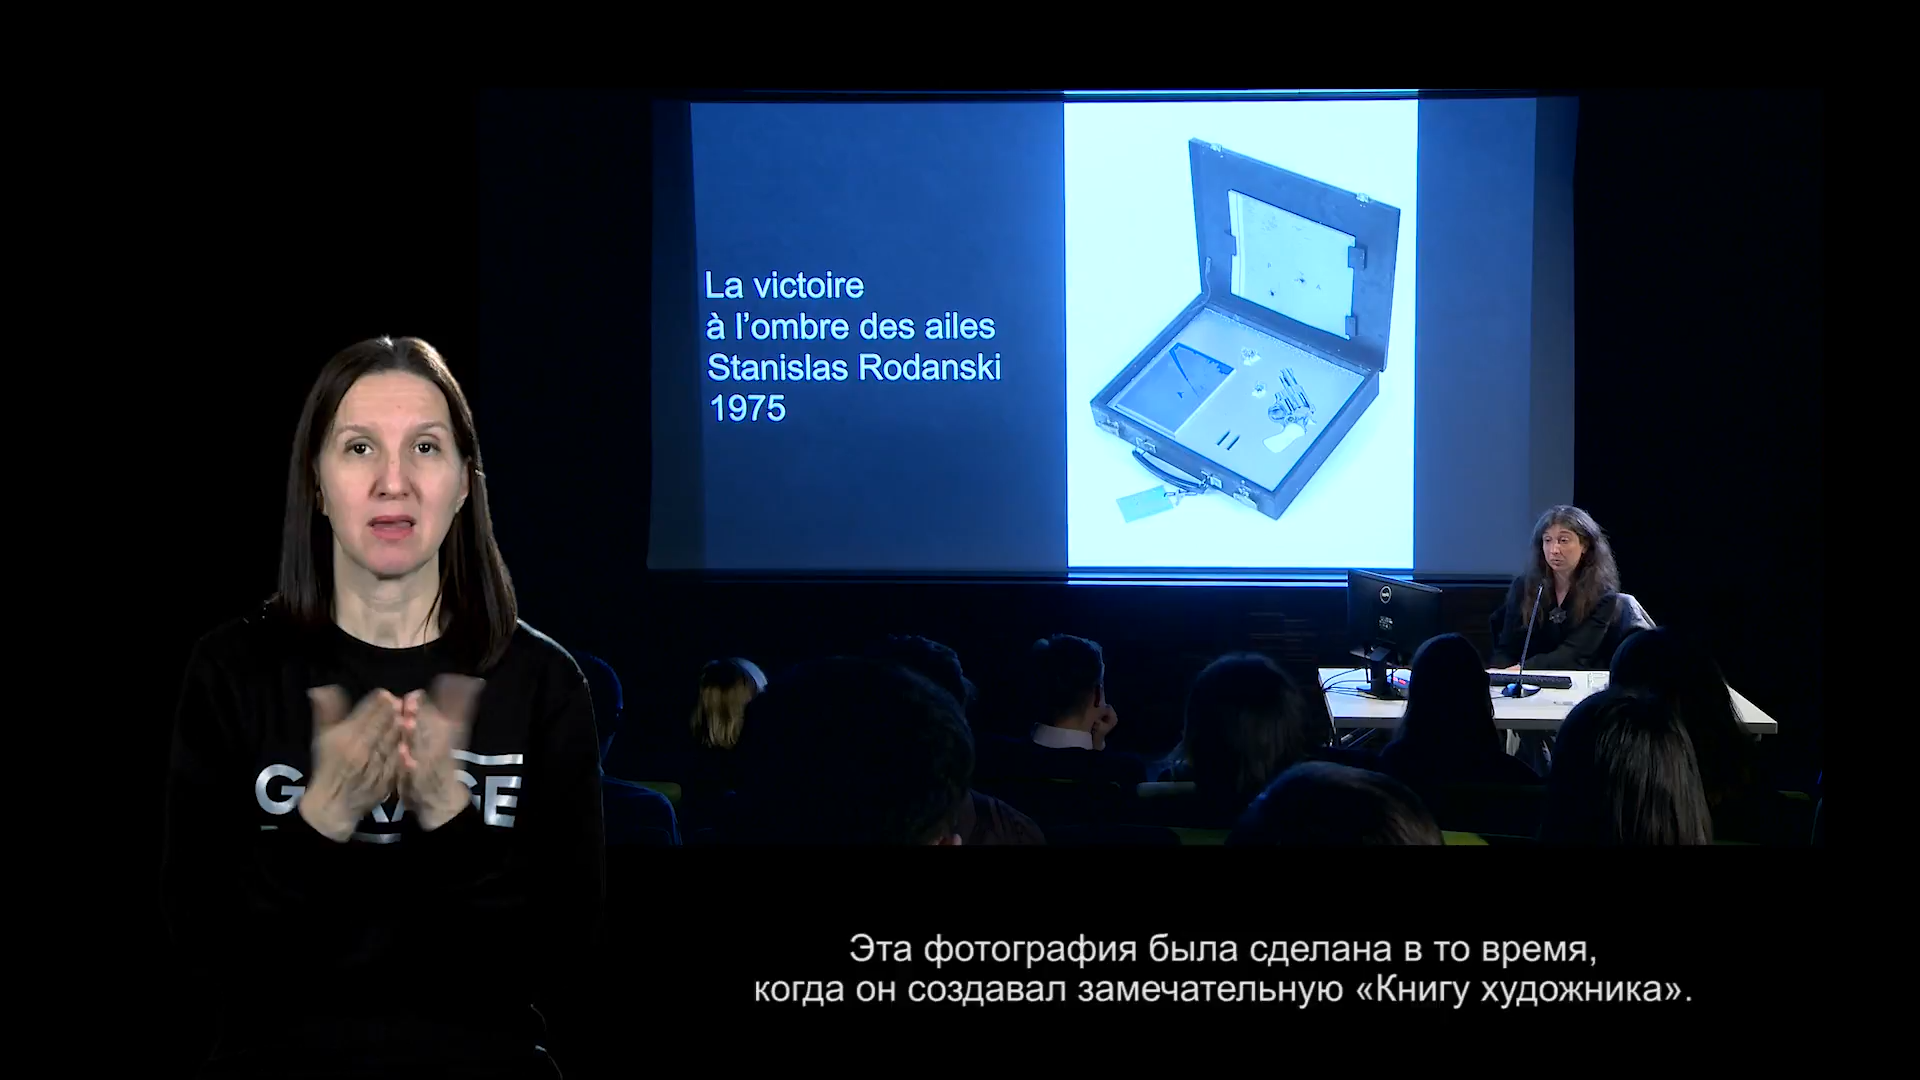 La victoire
à l’ombre des ailes
Stanislas Rodanski
1975
Эта фотография была сделана в то время,
когда он создавал замечательную «Книгу художника».